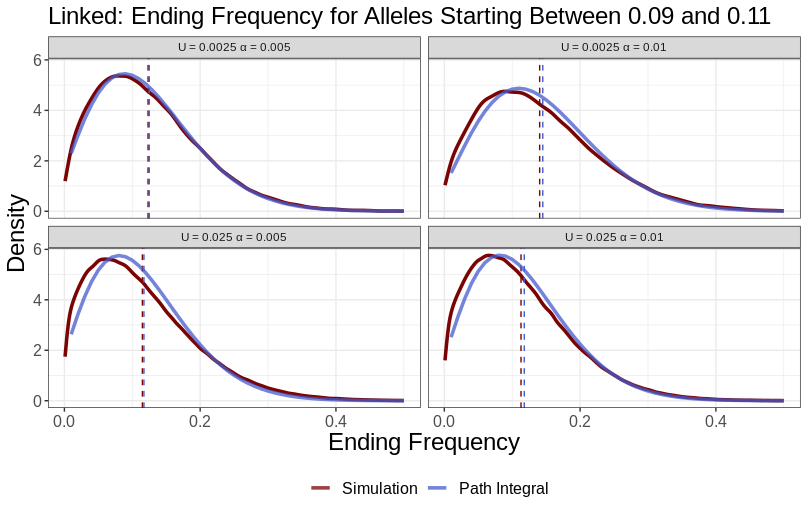 Linked: Ending Frequency for Alleles Starting Between 0.09 and 0.11
U = 0.0025 α = 0.005
U = 0.0025 α = 0.01
6
4
2
0
U = 0.025 α = 0.005
U = 0.025 α = 0.01
6
4
2
0
Density
0.0
0.2
0.4
0.0
0.2
0.4
Ending Frequency
Simulation
Path Integral